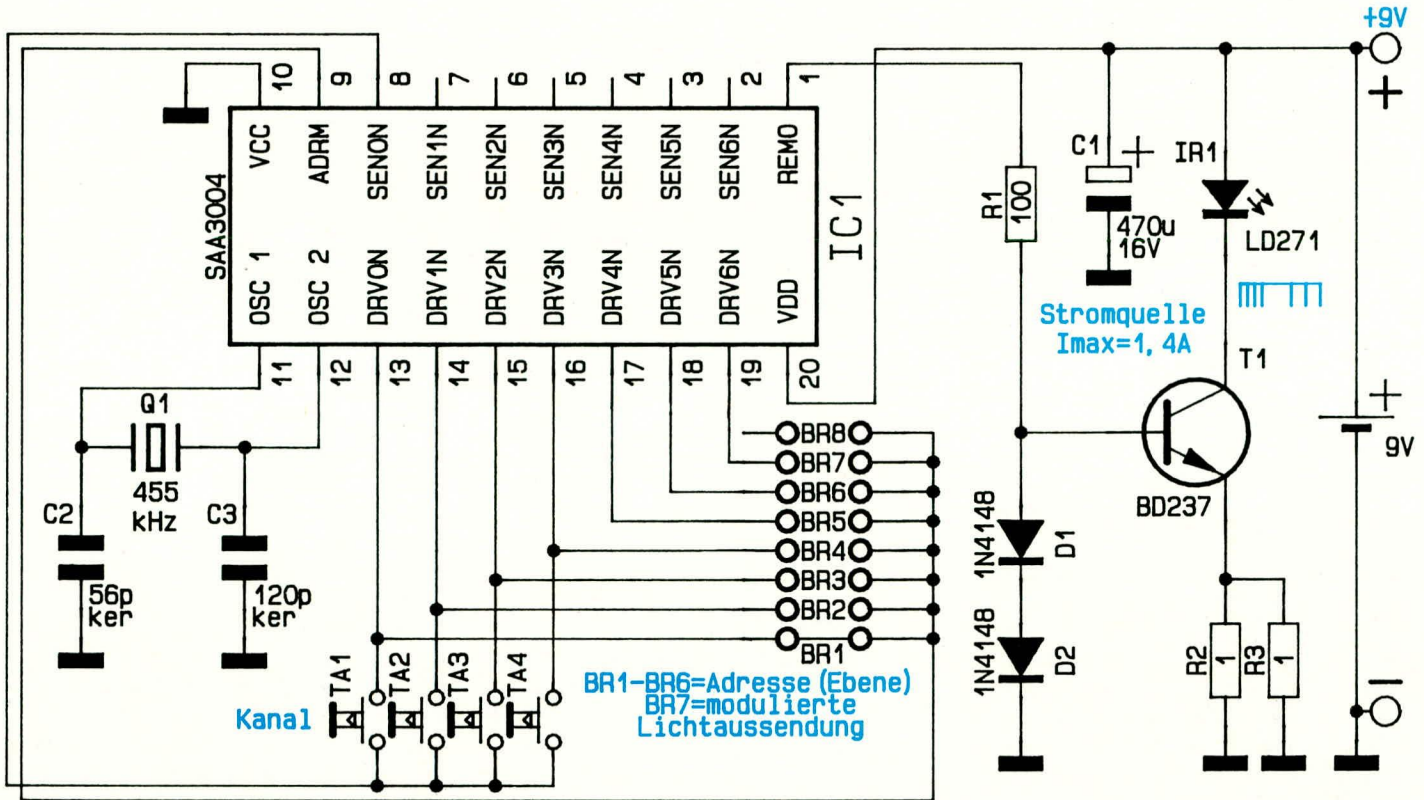 +9V
+
10 9 8 7 6 5 4 3 2 1
VCC ADRM SEN0N SEN1N SEN2N SEN3N SEN4N SEN5N SEN6N REMO
SAA3004
IC1
OSC 1 OSC 2 DRV0N DRV1N DRV2N DRV3N DRV4N DRV5N DRV6N VDD
11 12 13 14 15 16 17 18 19 20
R1
100
C1
+
470u
16V
IR1
LD271
Stromquelle
Imax=1,4A
T1
BD237
+
9V
Q1
455
kHz
C2
56p
ker
C3
120p
ker
BR8
BR7
BR6
BR5
BR4
BR3
BR2
BR1
1N4148
D1
1N4148
D2
R2
1
R3
1
TA1 TA2 TA3 TA4
Kanal
BR1-BR6=Adresse (Ebene)
BR7=modulierte
Lichtaussendung
−